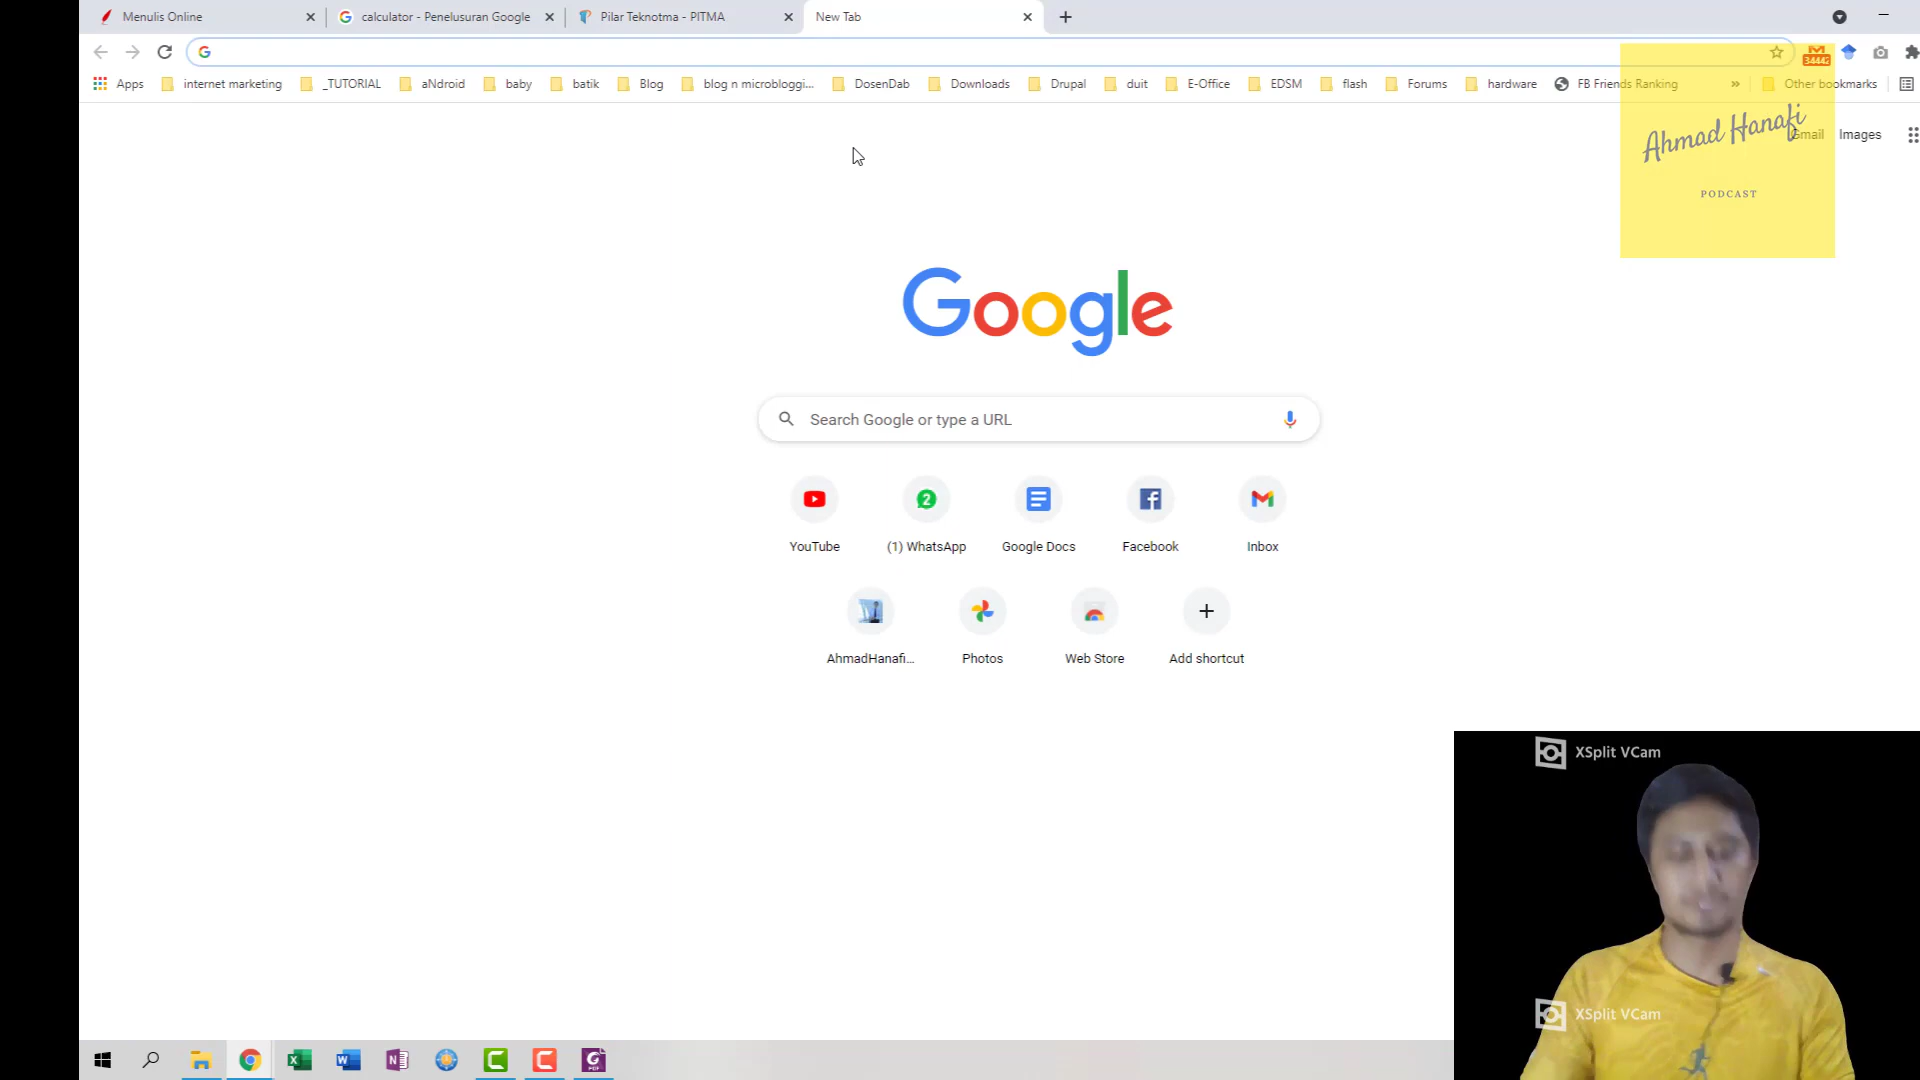 Menulis Online
calculator - Penelusuran Google
Pilar Teknotma - PITMA
New Tab
34442
Apps
internet marketing
_TUTORIAL
aNdroid
baby
batik
Blog
blog n microbloggi...
DosenDab
Downloads
Drupal
duit
E-Office
EDSM
flash
Forums
hardware
FB Friends Ranking
»
Other bookmarks
Ahmad Hanafi
PODCAST
Gmail
Images
Google
Search Google or type a URL
2
YouTube
(1) WhatsApp
Google Docs
Facebook
Inbox
AhmadHanafi...
Photos
Web Store
Add shortcut
XSplit VCam
XSplit VCam